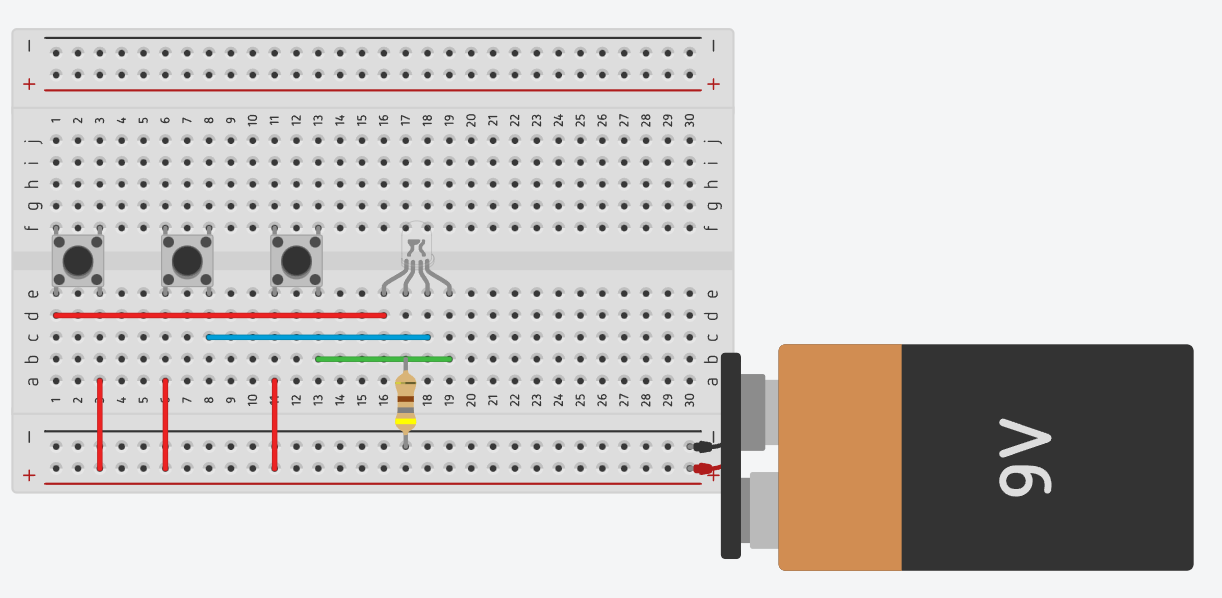 − −
+ +
1 2 3 4 5 6 7 8 9 10 11 12 13 14 15 16 17 18 19 20 21 22 23 24 25 26 27 28 29 30
j j
i i
h h
g g
f f
e e
d d
c c
b b
a a
1 2 3 4 5 6 7 8 9 10 11 12 13 14 15 16 17 18 19 20 21 22 23 24 25 26 27 28 29 30
− −
+ +
9V